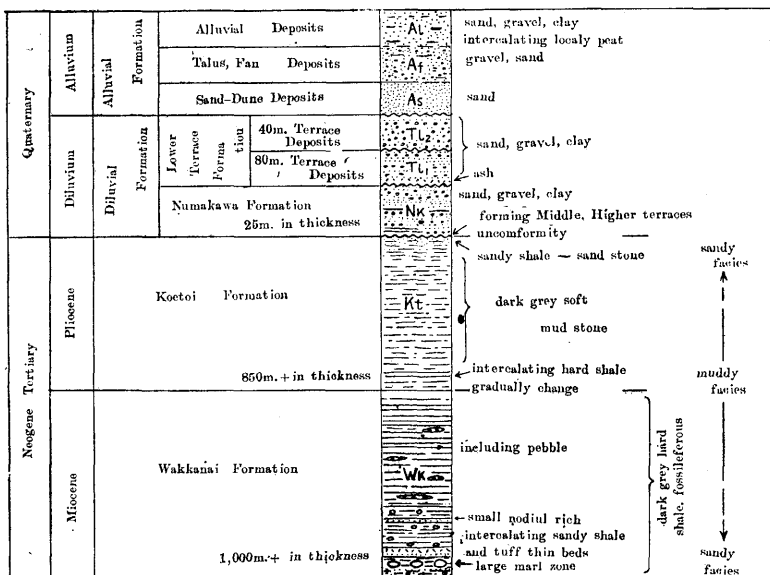 Quaternary
Alluvium
Alluvial Formation
Alluvial Deposits
Al
sand, gravel, clay
intercalating localy peat
Talus, Fan Deposits
Af
gravel, sand
Sand-Dune Deposits
As
sand
Diluvium
Diluvial Formation
Lower
Terrace
Formatiou
40m. Terrace
Deposits
Tl2
sand, gravel, clay
80m. Terrace
Deposits
Tl1
ash
Numakawa Formation
25m. in thickness
Nk
sand, gravel, clay
forming Middle, Higher terraces
uncomformity
Neogene Tertiary
Pliocene
Koetoi Formation
850m.+ in thickness
Kt
sandy shale — sand stone
dark grey soft
mud stone
intercalating hard shale
gradually change
sandy
facies
muddy
facies
Miocene
Wakkanai Formation
1,000m.+ in thickness
Wk
including pebble
small nodiul rich
intercalating sandy shale
and tuff thin beds
large marl zone
dark grey hard
shale, fossileferous
sandy
facies